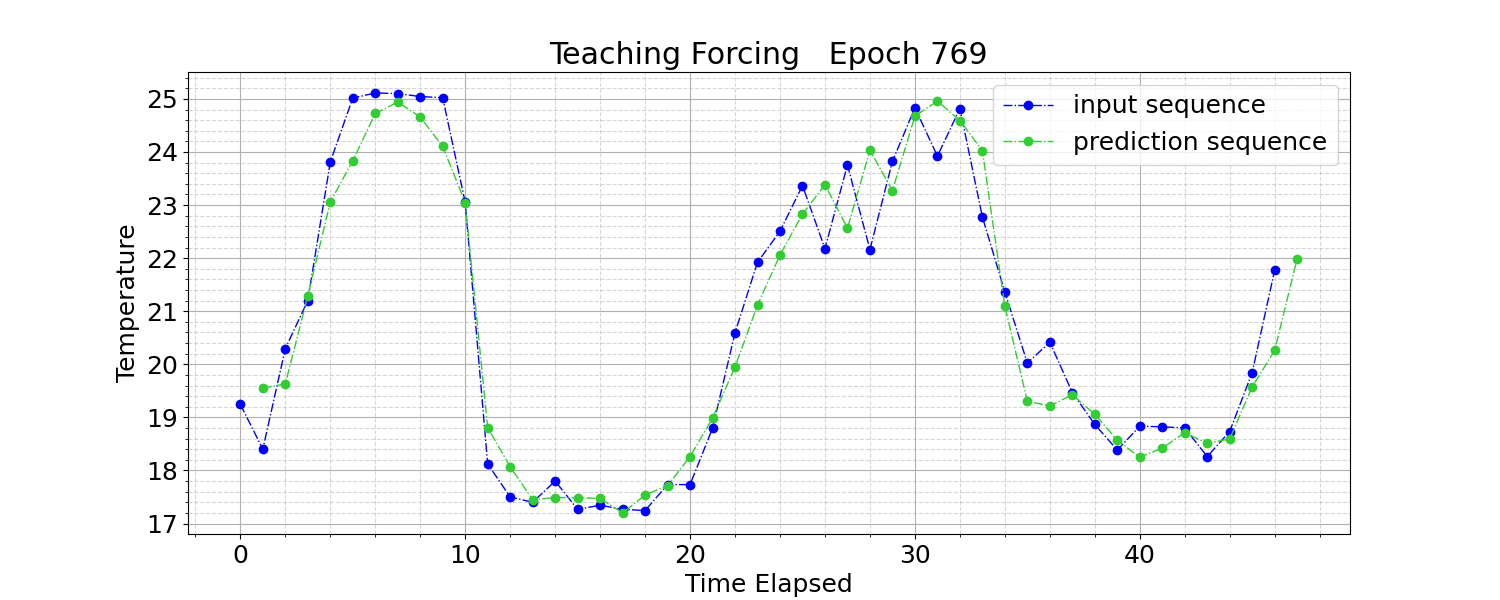 Teaching Forcing   Epoch 769
input sequence
prediction sequence
Temperature
25
24
23
22
21
20
19
18
17
0 10 20 30 40
Time Elapsed